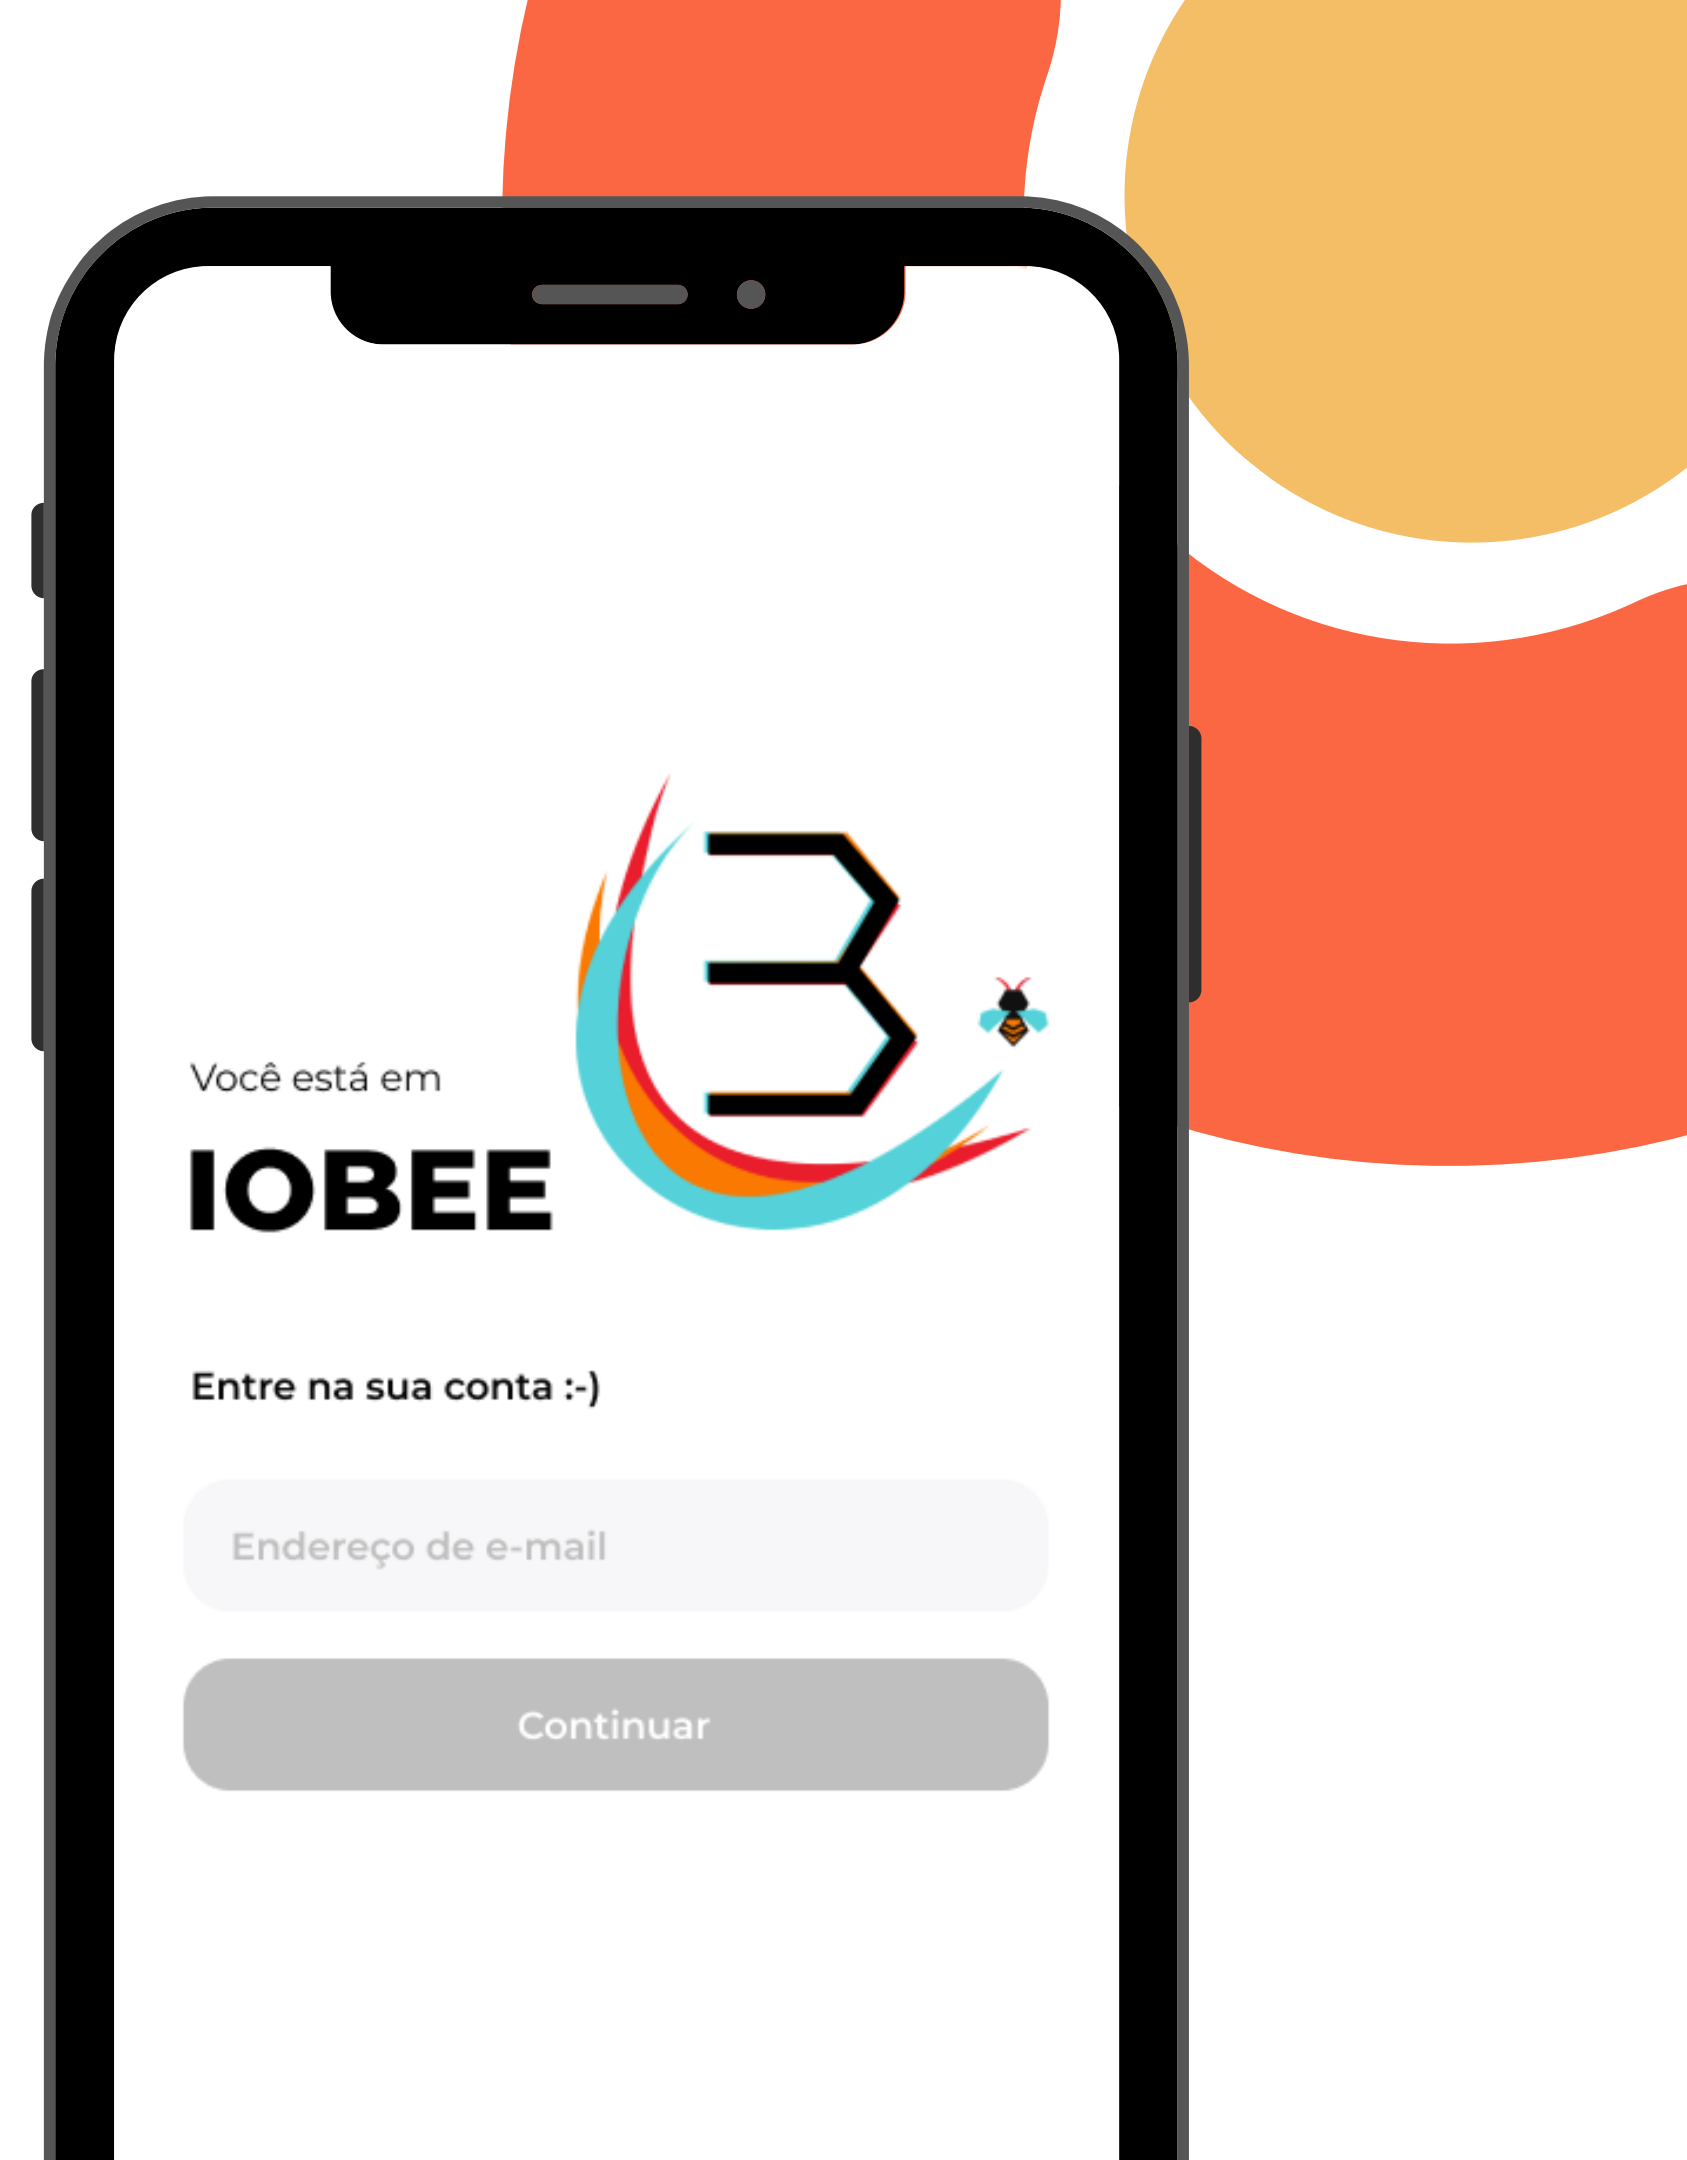 Você está em
IOBEE
Entre na sua conta :-)
Endereço de e-mail
Continuar